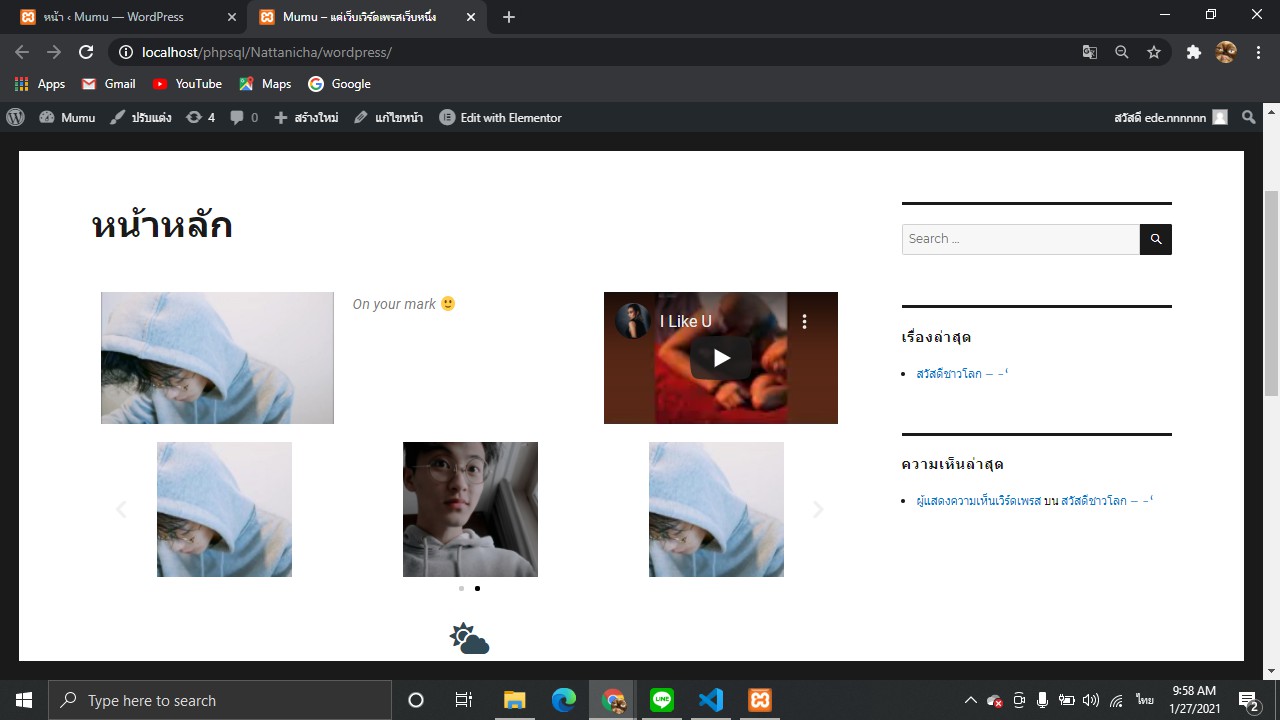 หน้า ‹ Mumu — WordPress
Mumu – แค่เว็บเวิร์ดเพรสเว็บหนึ่ง
localhost/phpsql/Nattanicha/wordpress/
Apps
Gmail
YouTube
Maps
Google
Mumu
ปรับแต่ง
4
0
สร้างใหม่
แก้ไขหน้า
Edit with Elementor
สวัสดี ede.nnnnnn
หน้าหลัก
Search …
On your mark 🙂
I Like U
เรื่องล่าสุด
สวัสดีชาวโลก – -‘
ความเห็นล่าสุด
ผู้แสดงความเห็นเวิร์ดเพรส บน สวัสดีชาวโลก – -‘
Type here to search
LINE
ไทย
9:58 AM
1/27/2021
2